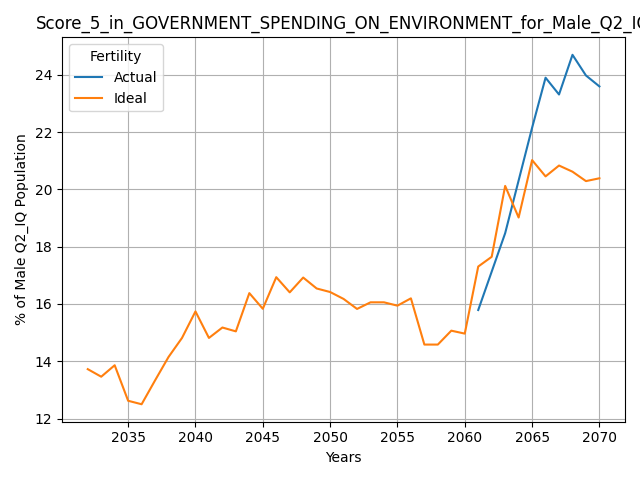 Score_5_in_GOVERNMENT_SPENDING_ON_ENVIRONMENT_for_Male_Q2_IQ
Fertility
Actual
Ideal
% of Male Q2_IQ Population
24
22
20
18
16
14
12
2035 2040 2045 2050 2055 2060 2065 2070
Years